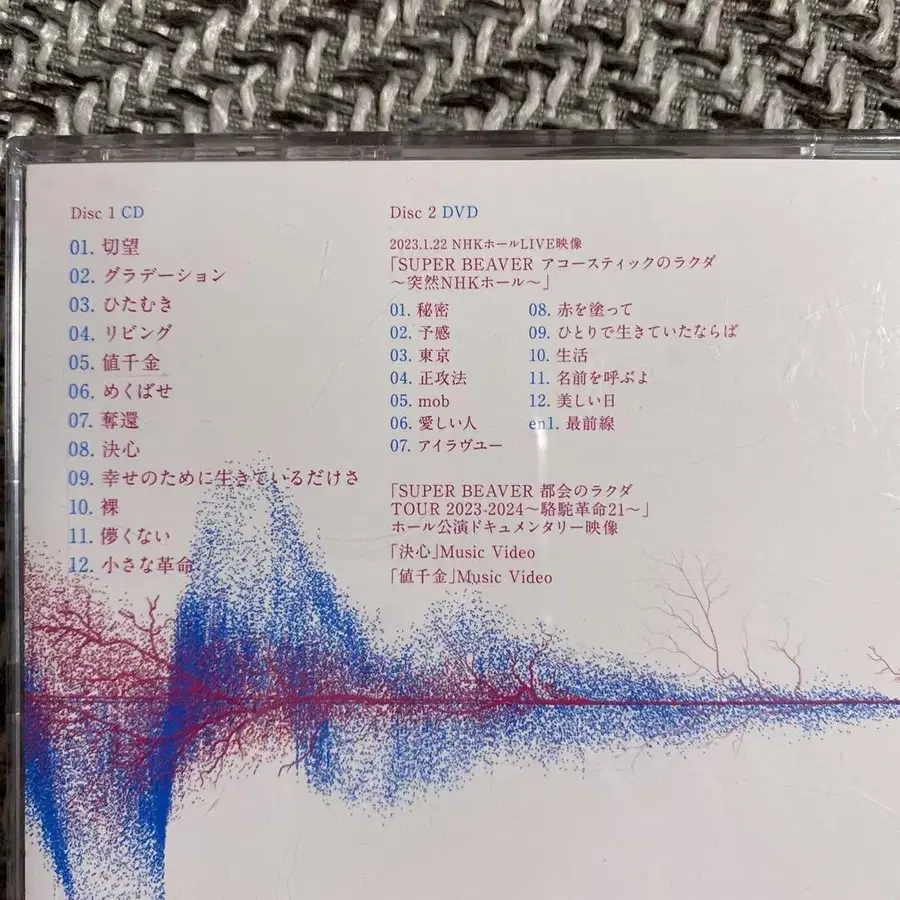 Disc 1 CD
01. 切望
02. グラデーション
03. ひたむき
04. リビング
05. 値千金
06. めくばせ
07. 奪還
08. 決心
09. 幸せのために生きているだけさ
10. 裸
11. 儚くない
12. 小さな革命
Disc 2 DVD
2023.1.22 NHKホールLIVE映像
「SUPER BEAVER アコースティックのラクダ
〜突然NHKホール〜」
01. 秘密
02. 予感
03. 東京
04. 正攻法
05. mob
06. 愛しい人
07. アイラヴユー
08. 赤を塗って
09. ひとりで生きていたならば
10. 生活
11. 名前を呼ぶよ
12. 美しい日
en1. 最前線
「SUPER BEAVER 都会のラクダ
TOUR 2023-2024〜駱駝革命21〜」
ホール公演ドキュメンタリー映像
「決心」Music Video
「値千金」Music Video